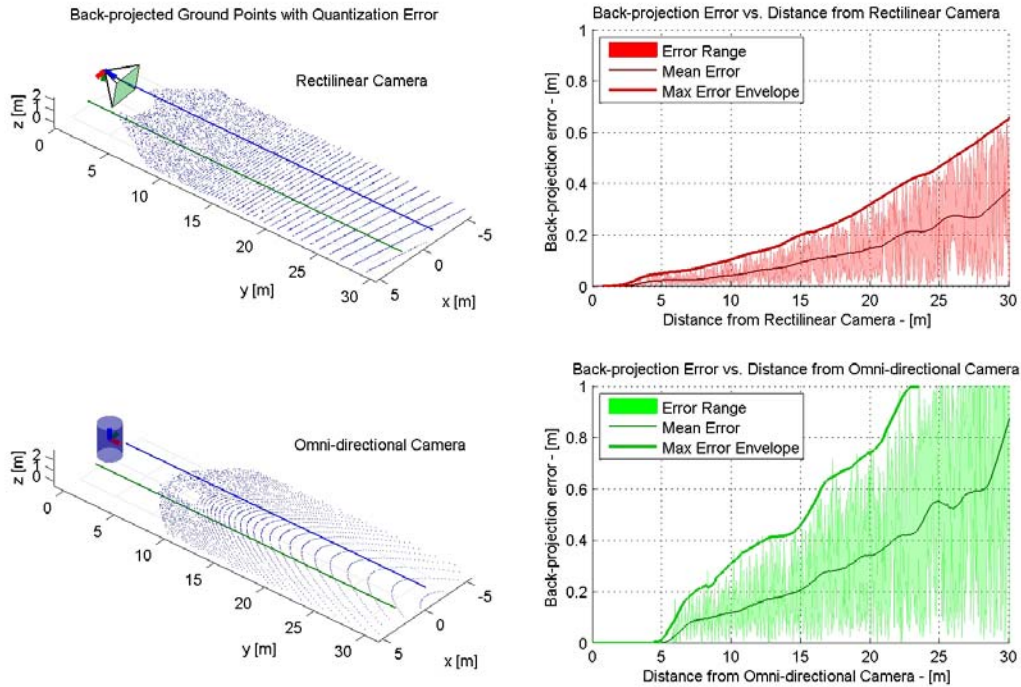 Back-projected Ground Points with Quantization Error
Rectilinear Camera
z [m]
2
1
0
0
5
10
15
20
25
30
y [m]
-5
0
5
x [m]
Back-projection Error vs. Distance from Rectilinear Camera
Error Range
Mean Error
Max Error Envelope
Back-projection error - [m]
1
0.8
0.6
0.4
0.2
0
0 5 10 15 20 25 30
Distance from Rectilinear Camera - [m]
Omni-directional Camera
z [m]
2
1
0
0
5
10
15
20
25
30
y [m]
-5
0
5
x [m]
Back-projection Error vs. Distance from Omni-directional Camera
Error Range
Mean Error
Max Error Envelope
Back-projection error - [m]
1
0.8
0.6
0.4
0.2
0
0 5 10 15 20 25 30
Distance from Omni-directional Camera - [m]